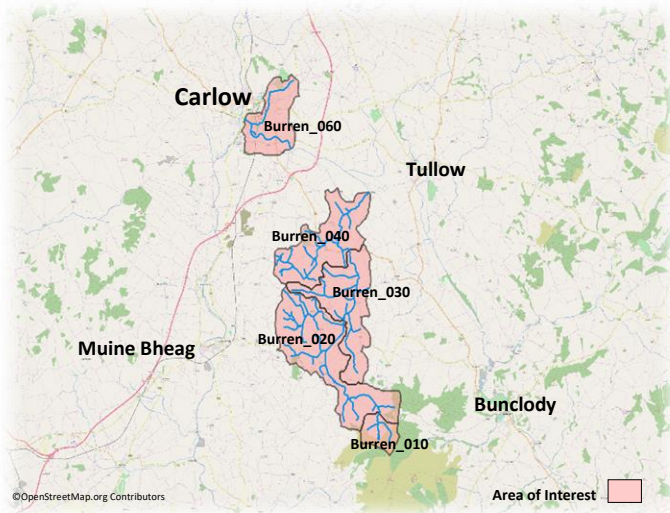 Carlow
Burren_060
Tullow
Burren_040
Burren_030
Burren_020
Muine Bheag
Bunclody
Burren_010
©OpenStreetMap.org Contributors
Area of Interest